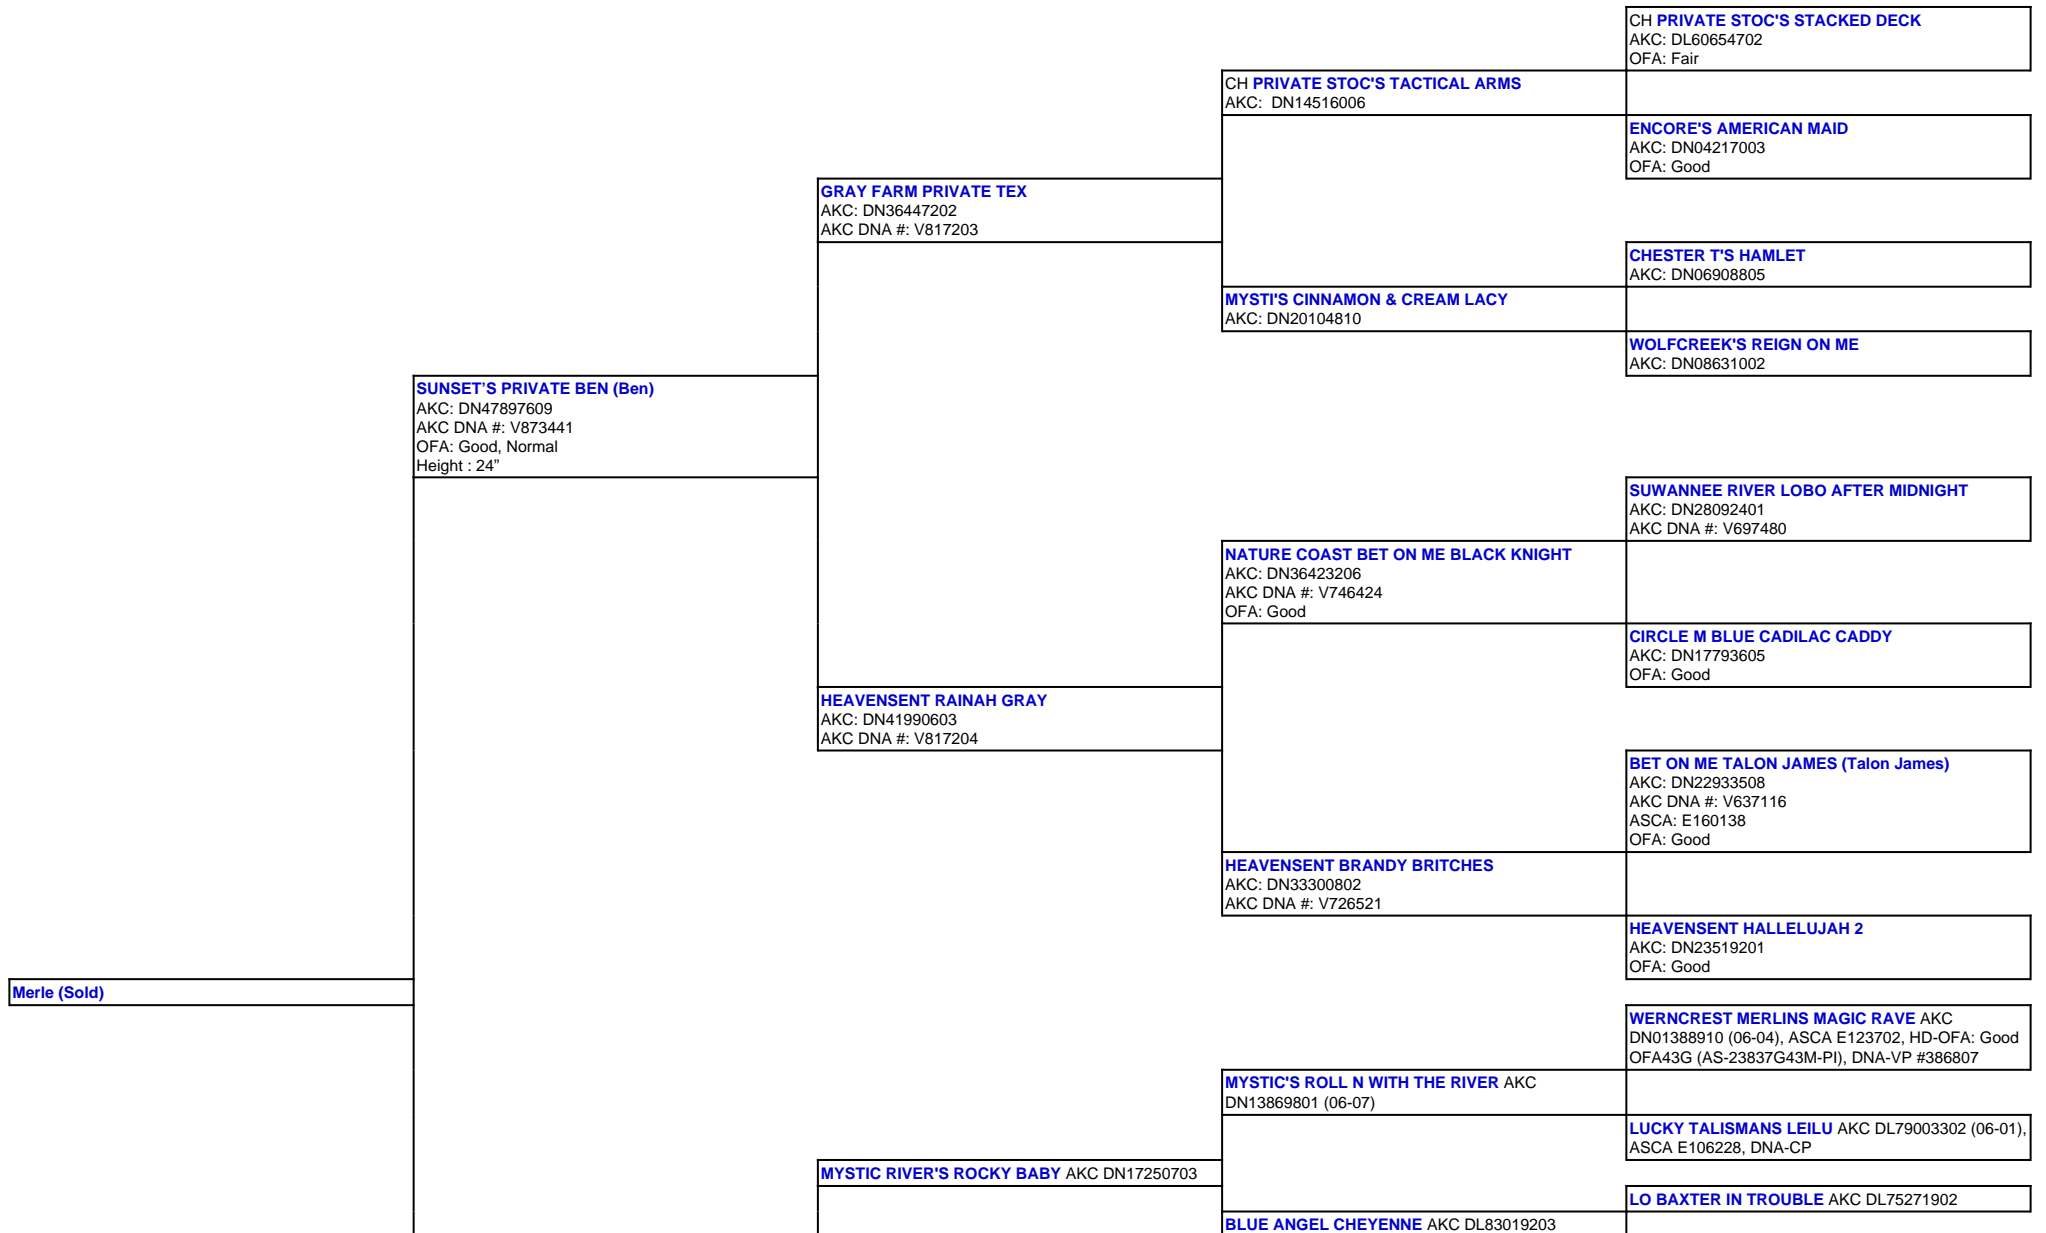 CH PRIVATE STOC'S STACKED DECK
AKC: DL60654702
OFA: Fair
CH PRIVATE STOC'S TACTICAL ARMS
AKC:  DN14516006
ENCORE'S AMERICAN MAID
AKC: DN04217003
OFA: Good
GRAY FARM PRIVATE TEX
AKC: DN36447202
AKC DNA #: V817203
CHESTER T'S HAMLET
AKC: DN06908805
MYSTI'S CINNAMON & CREAM LACY
AKC: DN20104810
WOLFCREEK'S REIGN ON ME
AKC: DN08631002
SUNSET’S PRIVATE BEN (Ben)
AKC: DN47897609
AKC DNA #: V873441
OFA: Good, Normal
Height : 24”
SUWANNEE RIVER LOBO AFTER MIDNIGHT
AKC: DN28092401
AKC DNA #: V697480
NATURE COAST BET ON ME BLACK KNIGHT
AKC: DN36423206
AKC DNA #: V746424
OFA: Good
CIRCLE M BLUE CADILAC CADDY
AKC: DN17793605
OFA: Good
HEAVENSENT RAINAH GRAY
AKC: DN41990603
AKC DNA #: V817204
BET ON ME TALON JAMES (Talon James)
AKC: DN22933508
AKC DNA #: V637116
ASCA: E160138
OFA: Good
HEAVENSENT BRANDY BRITCHES
AKC: DN33300802
AKC DNA #: V726521
HEAVENSENT HALLELUJAH 2
AKC: DN23519201
OFA: Good
Merle (Sold)
WERNCREST MERLINS MAGIC RAVE AKC
DN01388910 (06-04), ASCA E123702, HD-OFA: Good
OFA43G (AS-23837G43M-PI), DNA-VP #386807
MYSTIC'S ROLL N WITH THE RIVER AKC
DN13869801 (06-07)
LUCKY TALISMANS LEILU AKC DL79003302 (06-01),
ASCA E106228, DNA-CP
MYSTIC RIVER'S ROCKY BABY AKC DN17250703
LO BAXTER IN TROUBLE AKC DL75271902
BLUE ANGEL CHEYENNE AKC DL83019203